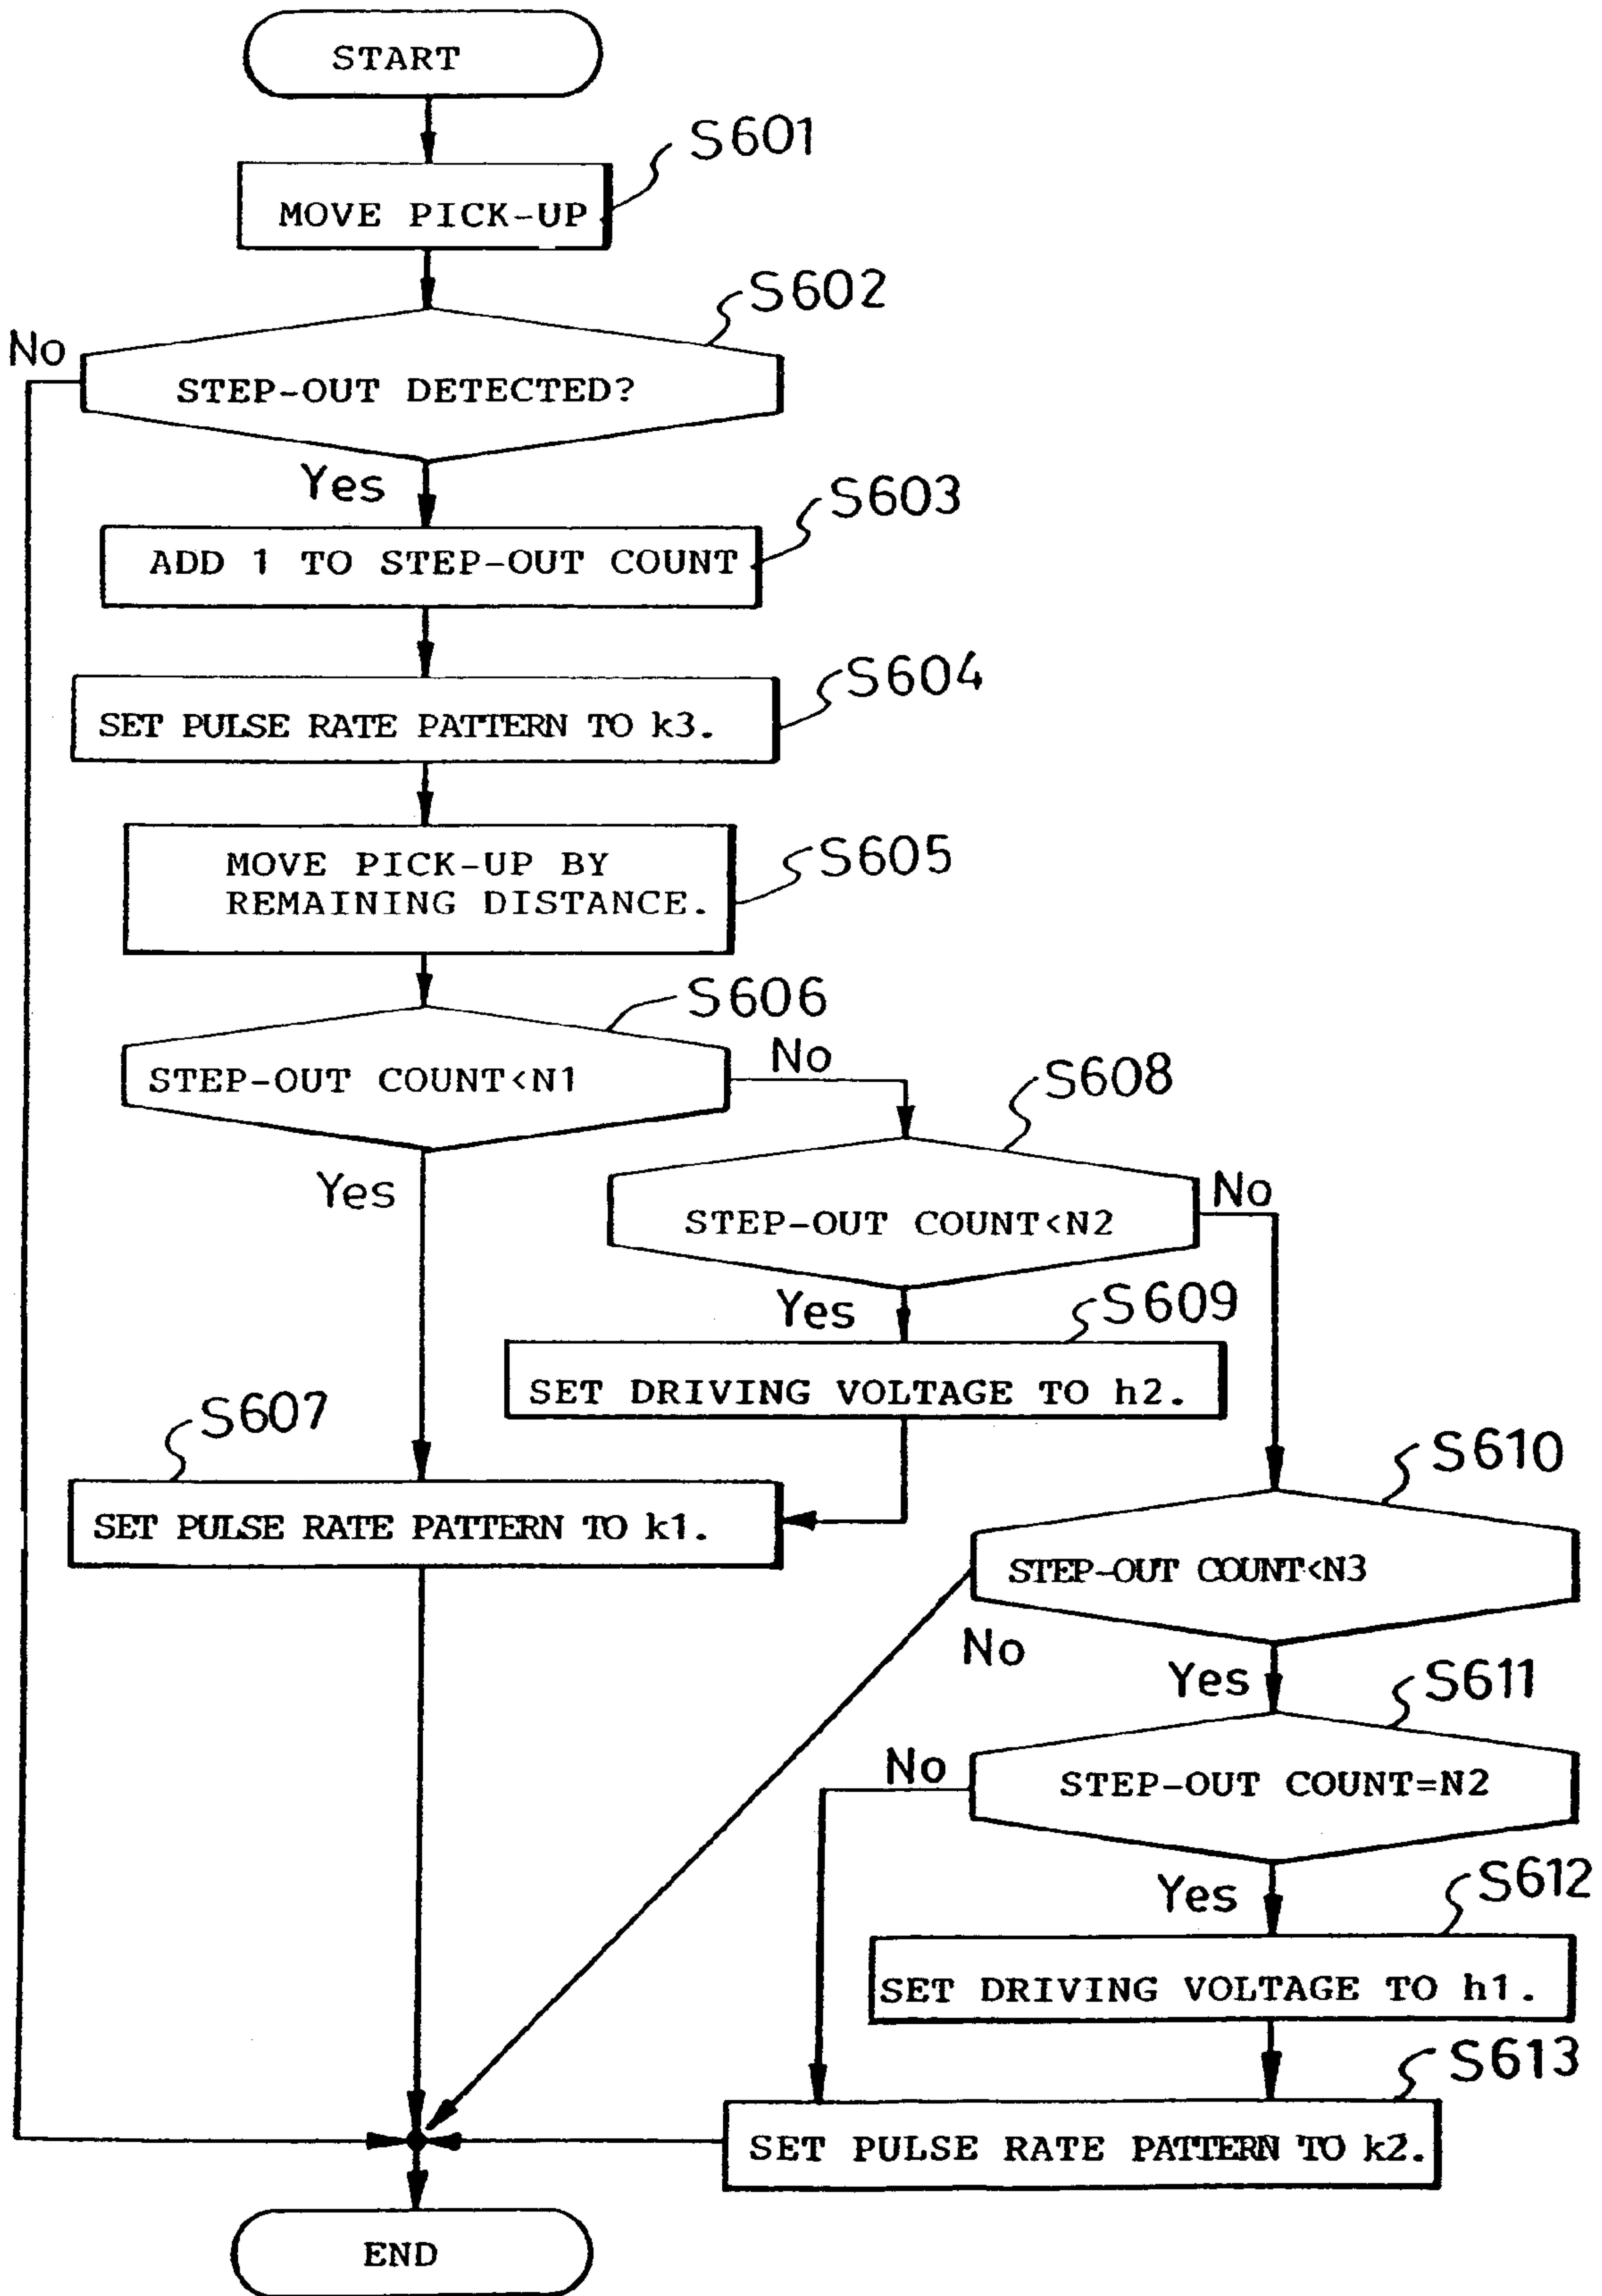 START
S601
MOVE PICK-UP
S602
No
STEP-OUT DETECTED?
Yes
S603
ADD 1 TO STEP-OUT COUNT
S604
SET PULSE RATE PATTERN TO k3.
S605
MOVE PICK-UP BY
REMAINING DISTANCE.
S606
STEP-OUT COUNT<N1
No
S608
Yes
STEP-OUT COUNT<N2
No
Yes
S609
SET DRIVING VOLTAGE TO h2.
S607
SET PULSE RATE PATTERN TO k1.
S610
STEP-OUT COUNT<N3
No
Yes
S611
No
STEP-OUT COUNT=N2
Yes
S612
SET DRIVING VOLTAGE TO h1.
S613
SET PULSE RATE PATTERN TO k2.
END